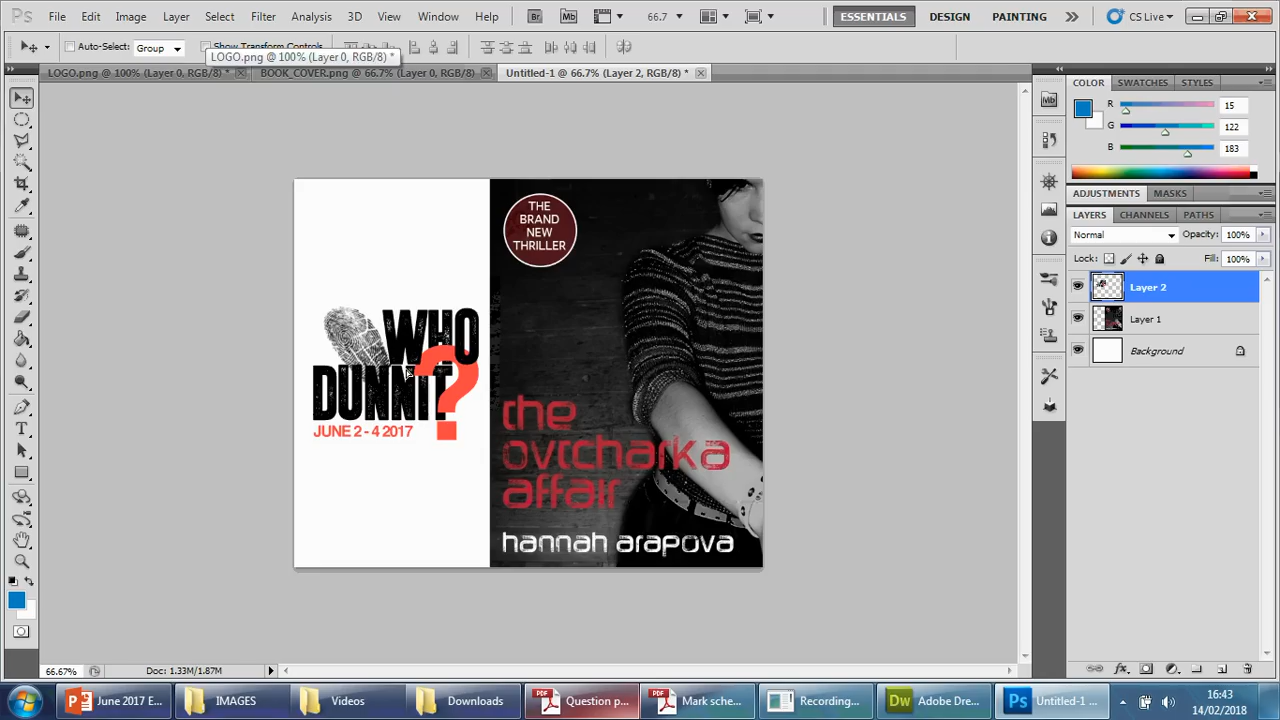 Ps File Edit Image Layer Select Filter Analysis 3D View Window Help Br Mb 66.7 ESSENTIALS DESIGN PAINTING CS Live
Auto-Select: Group Show Transform Controls
LOGO.png @ 100% (Layer 0, RGB/8) *
LOGO.png @ 100% (Layer 0, RGB/8) * BOOK_COVER.png @ 66.7% (Layer 0, RGB/8) Untitled-1 @ 66.7% (Layer 2, RGB/8) *
COLOR SWATCHES STYLES
Mb
R 15
G 122
B 183
ADJUSTMENTS MASKS
LAYERS CHANNELS PATHS
Normal Opacity: 100%
Lock: Fill: 100%
Layer 2
Layer 1
Background
THE
BRAND
NEW
THRILLER
WHO
DUNNIT?
JUNE 2 - 4 2017
the
ovtcharka
affair
hannah arapova
66.67% Doc: 1.33M/1.87M
June 2017 E... IMAGES Videos Downloads Question p... Mark sche... Recording... Adobe Dre... Untitled-1 ...
16:43
14/02/2018